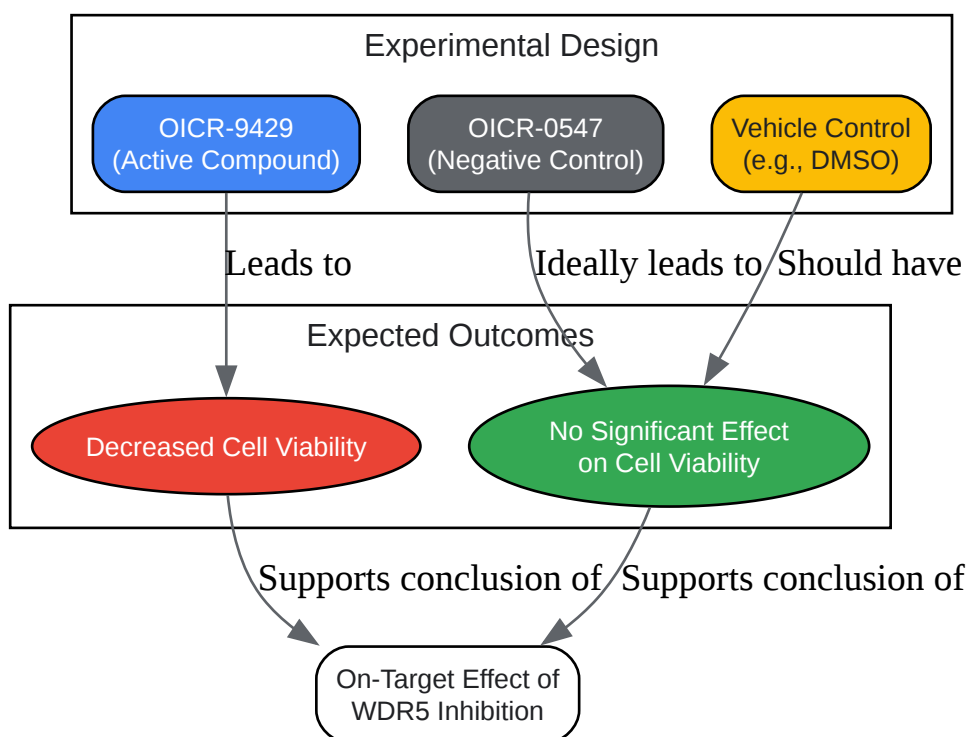 Experimental Design
OICR-9429
(Active Compound)
OICR-0547
(Negative Control)
Vehicle Control
(e.g., DMSO)
Leads to
Ideally leads to
Should have
Expected Outcomes
Decreased Cell Viability
No Significant Effect
on Cell Viability
Supports conclusion of
Supports conclusion of
On-Target Effect of
WDR5 Inhibition